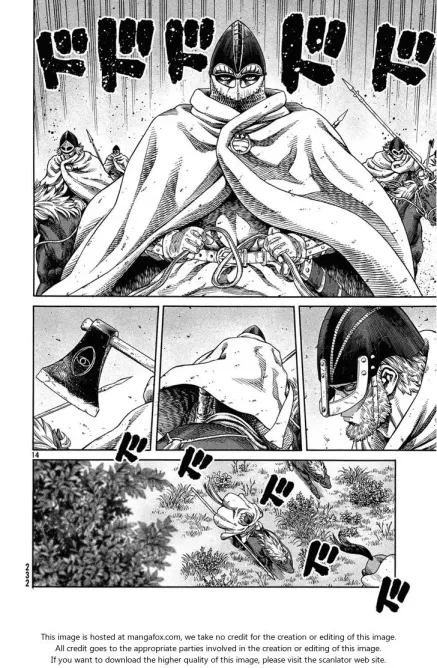 ドドドドド
14
ド
ド
ド
ド
ド
232
This image is hosted at mangafox.com, we take no credit for the creation or editing of this image.
All credit goes to the appropriate parties involved in the creation or editing of this image.
If you want to download the higher quality of this image, please visit the scanlator web site.